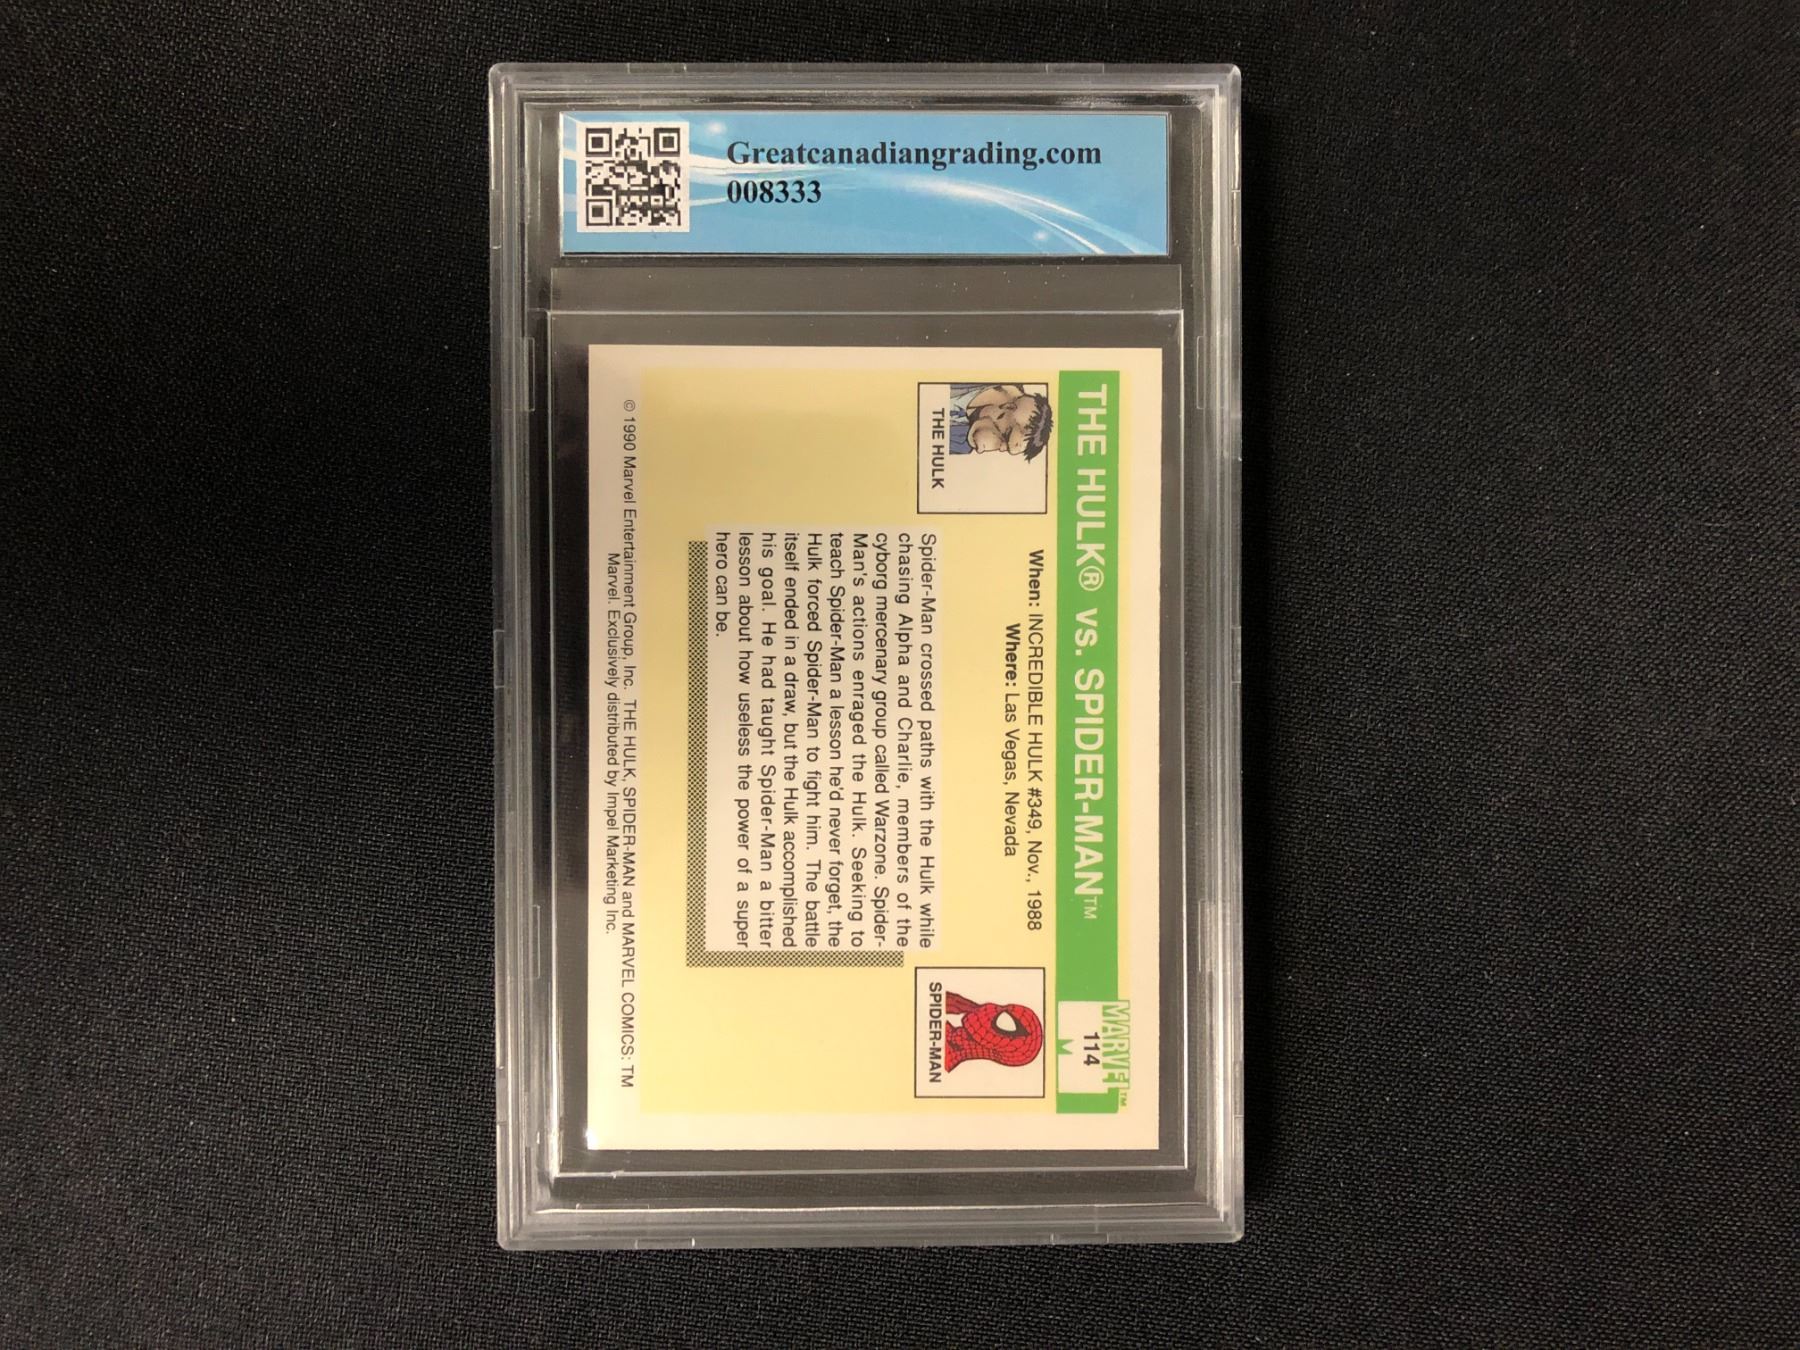 Greatcanadiangrading.com
008333
THE HULK® vs. SPIDER-MAN™
MARVEL™
114
M
When: INCREDIBLE HULK #349, Nov., 1988
Where: Las Vegas, Nevada
THE HULK
SPIDER-MAN
Spider-Man crossed paths with the Hulk while
chasing Alpha and Charlie, members of the
cyborg mercenary group called Warzone. Spider-
Man's actions enraged the Hulk. Seeking to
teach Spider-Man a lesson he'd never forget, the
Hulk forced Spider-Man to fight him. The battle
itself ended in a draw, but the Hulk accomplished
his goal. He had taught Spider-Man a bitter
lesson about how useless the power of a super
hero can be.
© 1990 Marvel Entertainment Group, Inc. THE HULK, SPIDER-MAN and MARVEL COMICS: TM
Marvel. Exclusively distributed by Impel Marketing Inc.